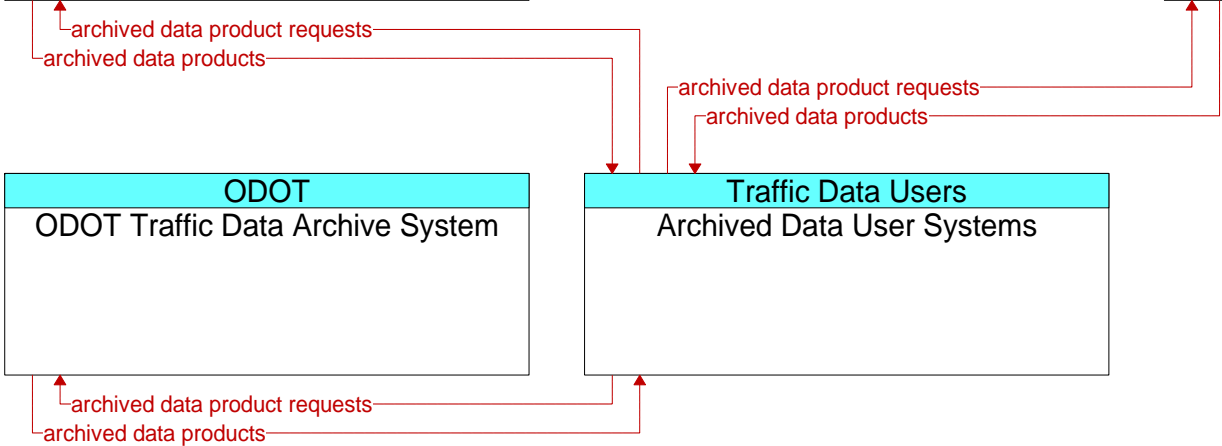 archived data product requests
archived data products
archived data product requests
archived data products
ODOT
ODOT Traffic Data Archive System
Traffic Data Users
Archived Data User Systems
archived data product requests
archived data products